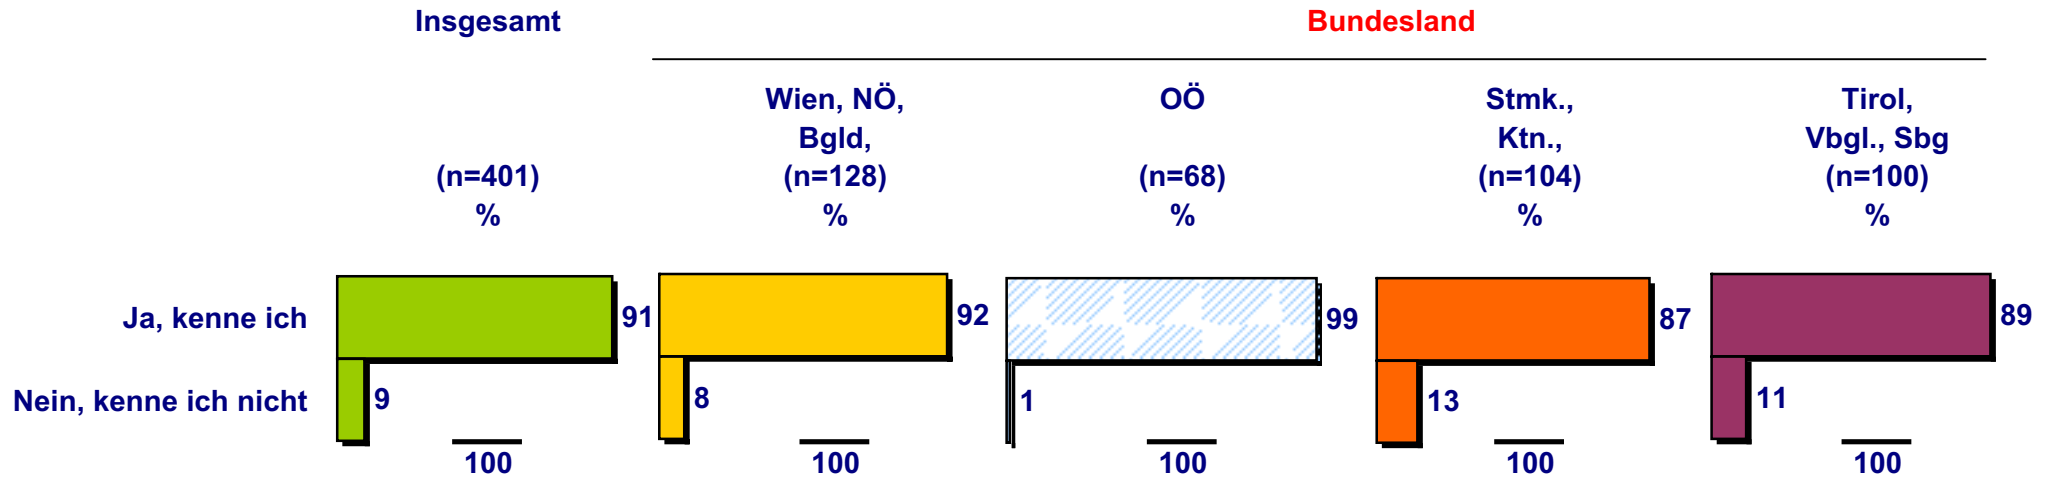 Insgesamt Bundesland
Wien, NÖ, OÖ Stmk., Tirol,
Bgld, Ktn., Vbgl., Sbg
(n=401) (n=128) (n=68) (n=104) (n=100)
% % % % %
Ja, kenne ich 91 92 99 87 89
Nein, kenne ich nicht 9 8 1 13 11
100 100 100 100 100